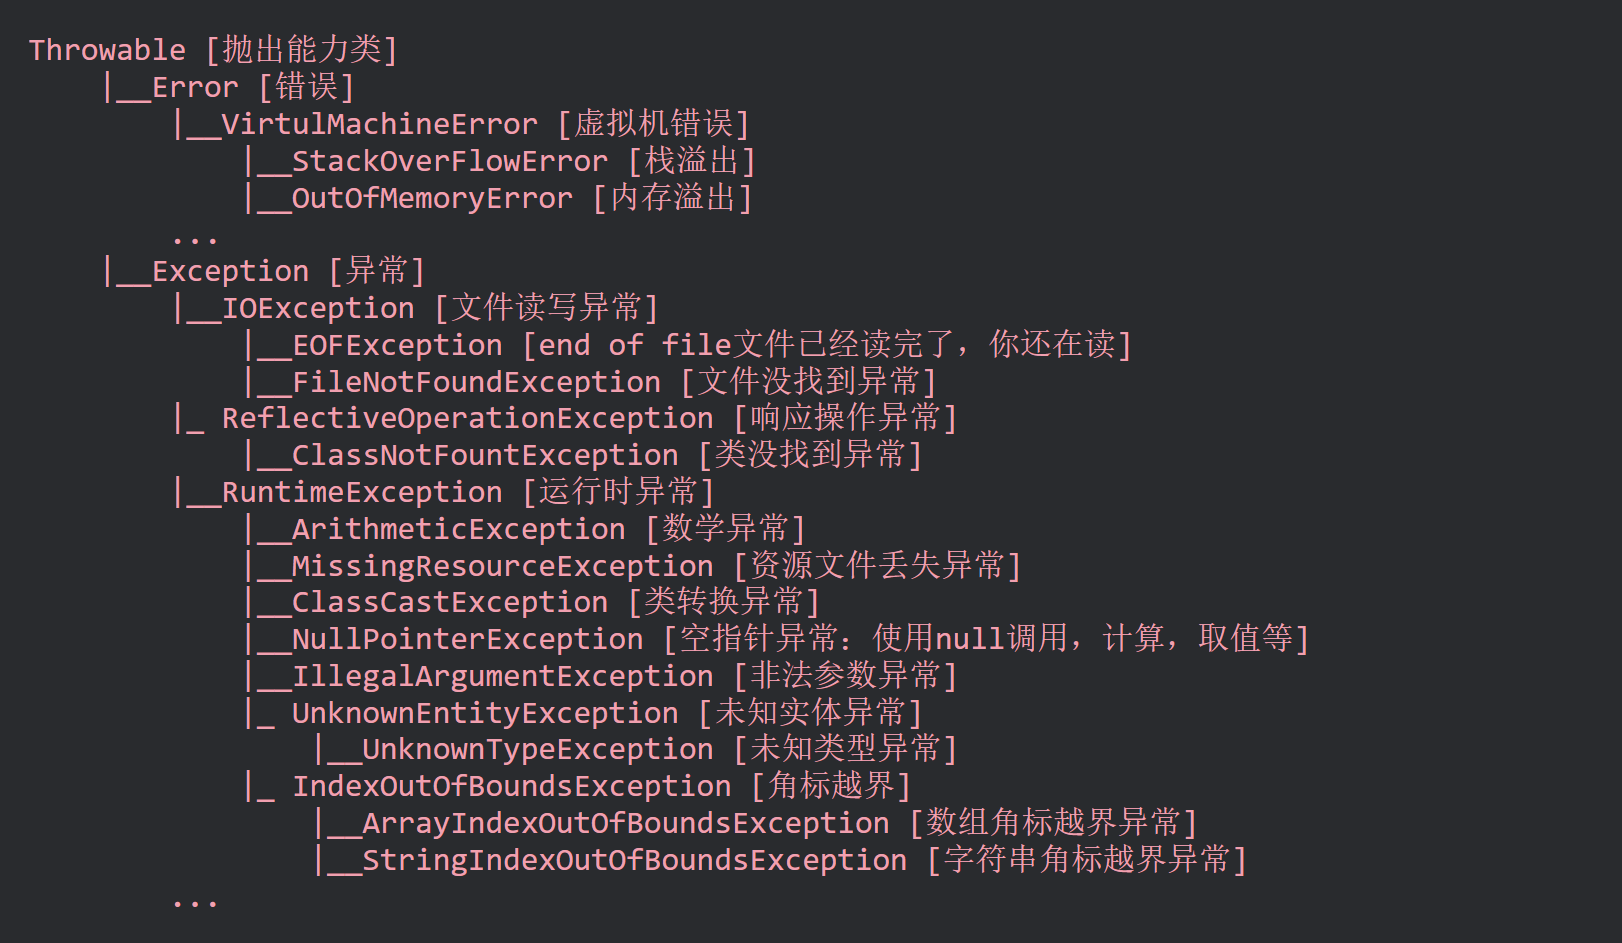 Throwable [抛出能力类]
    |__Error [错误]
        |__VirtulMachineError [虚拟机错误]
            |__StackOverFlowError [栈溢出]
            |__OutOfMemoryError [内存溢出]
        ...
    |__Exception [异常]
        |__IOException [文件读写异常]
            |__EOFException [end of file文件已经读完了，你还在读]
            |__FileNotFoundException [文件没找到异常]
        |_ ReflectiveOperationException [响应操作异常]
            |__ClassNotFountException [类没找到异常]
        |__RuntimeException [运行时异常]
            |__ArithmeticException [数学异常]
            |__MissingResourceException [资源文件丢失异常]
            |__ClassCastException [类转换异常]
            |__NullPointerException [空指针异常：使用null调用，计算，取值等]
            |__IllegalArgumentException [非法参数异常]
            |_ UnknownEntityException [未知实体异常]
                |__UnknownTypeException [未知类型异常]
            |_ IndexOutOfBoundsException [角标越界]
                |__ArrayIndexOutOfBoundsException [数组角标越界异常]
                |__StringIndexOutOfBoundsException [字符串角标越界异常]
        ...